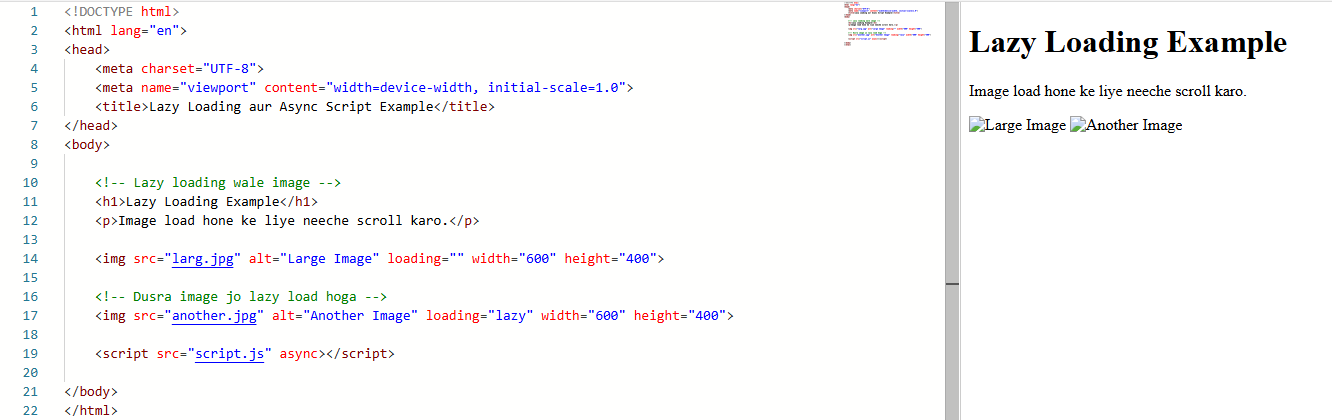 1 <!DOCTYPE html>
2 <html lang="en">
3 <head>
4     <meta charset="UTF-8">
5     <meta name="viewport" content="width=device-width, initial-scale=1.0">
6     <title>Lazy Loading aur Async Script Example</title>
7 </head>
8 <body>
9
10     <!-- Lazy loading wale image -->
11     <h1>Lazy Loading Example</h1>
12     <p>Image load hone ke liye neeche scroll karo.</p>
13
14     <img src="larg.jpg" alt="Large Image" loading="" width="600" height="400">
15
16     <!-- Dusra image jo lazy load hoga -->
17     <img src="another.jpg" alt="Another Image" loading="lazy" width="600" height="400">
18
19     <script src="script.js" async></script>
20
21 </body>
22 </html>
Lazy Loading Example
Image load hone ke liye neeche scroll karo.
Large Image Another Image